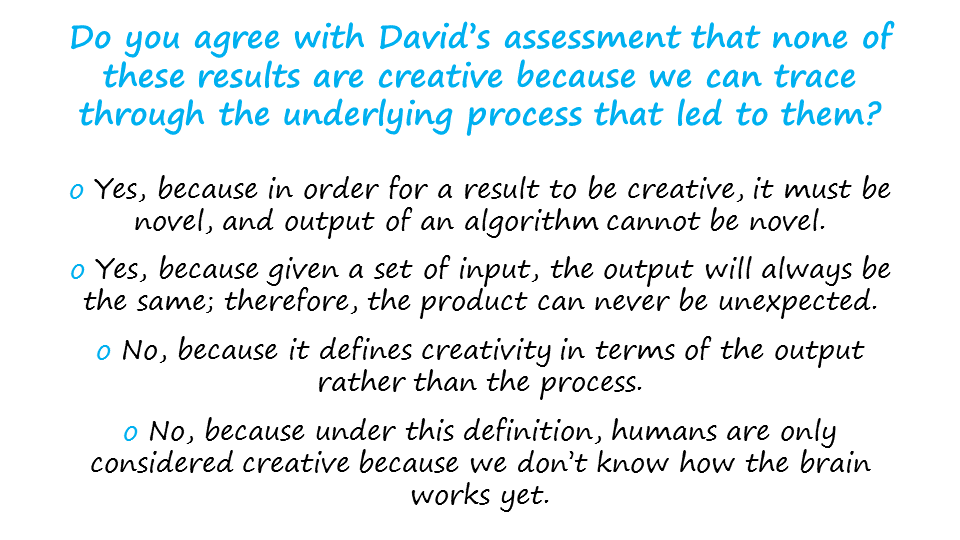 Do you agree with David's assessment that none of
these results are creative because we can trace
through the underlying process that led to them?
o Yes, because in order for a result to be creative, it must be
novel, and output of an algorithm cannot be novel.
o Yes, because given a set of input, the output will always be
the same; therefore, the product can never be unexpected.
o No, because it defines creativity in terms of the output
rather than the process.
o No, because under this definition, humans are only
considered creative because we don't know how the brain
works yet.